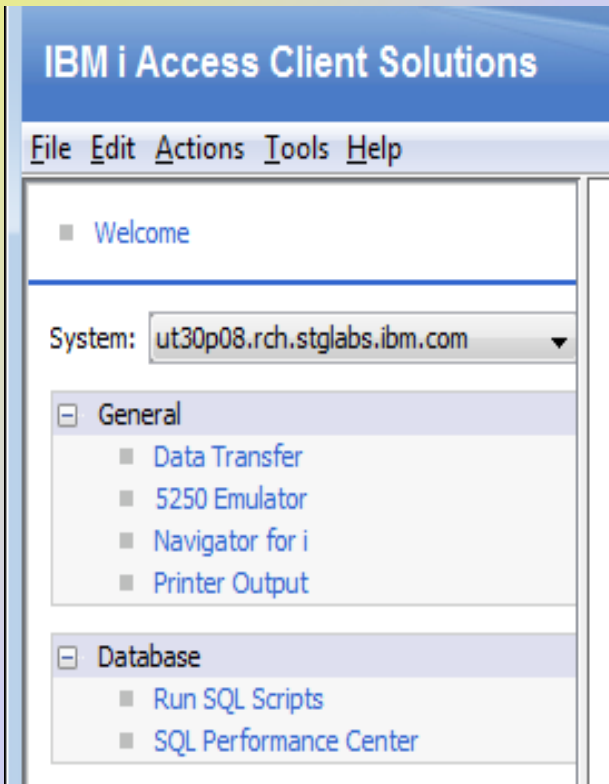 IBM i Access Client Solutions
File Edit Actions Tools Help
Welcome
System: ut30p08.rch.stglabs.ibm.com
General
Data Transfer
5250 Emulator
Navigator for i
Printer Output
Database
Run SQL Scripts
SQL Performance Center